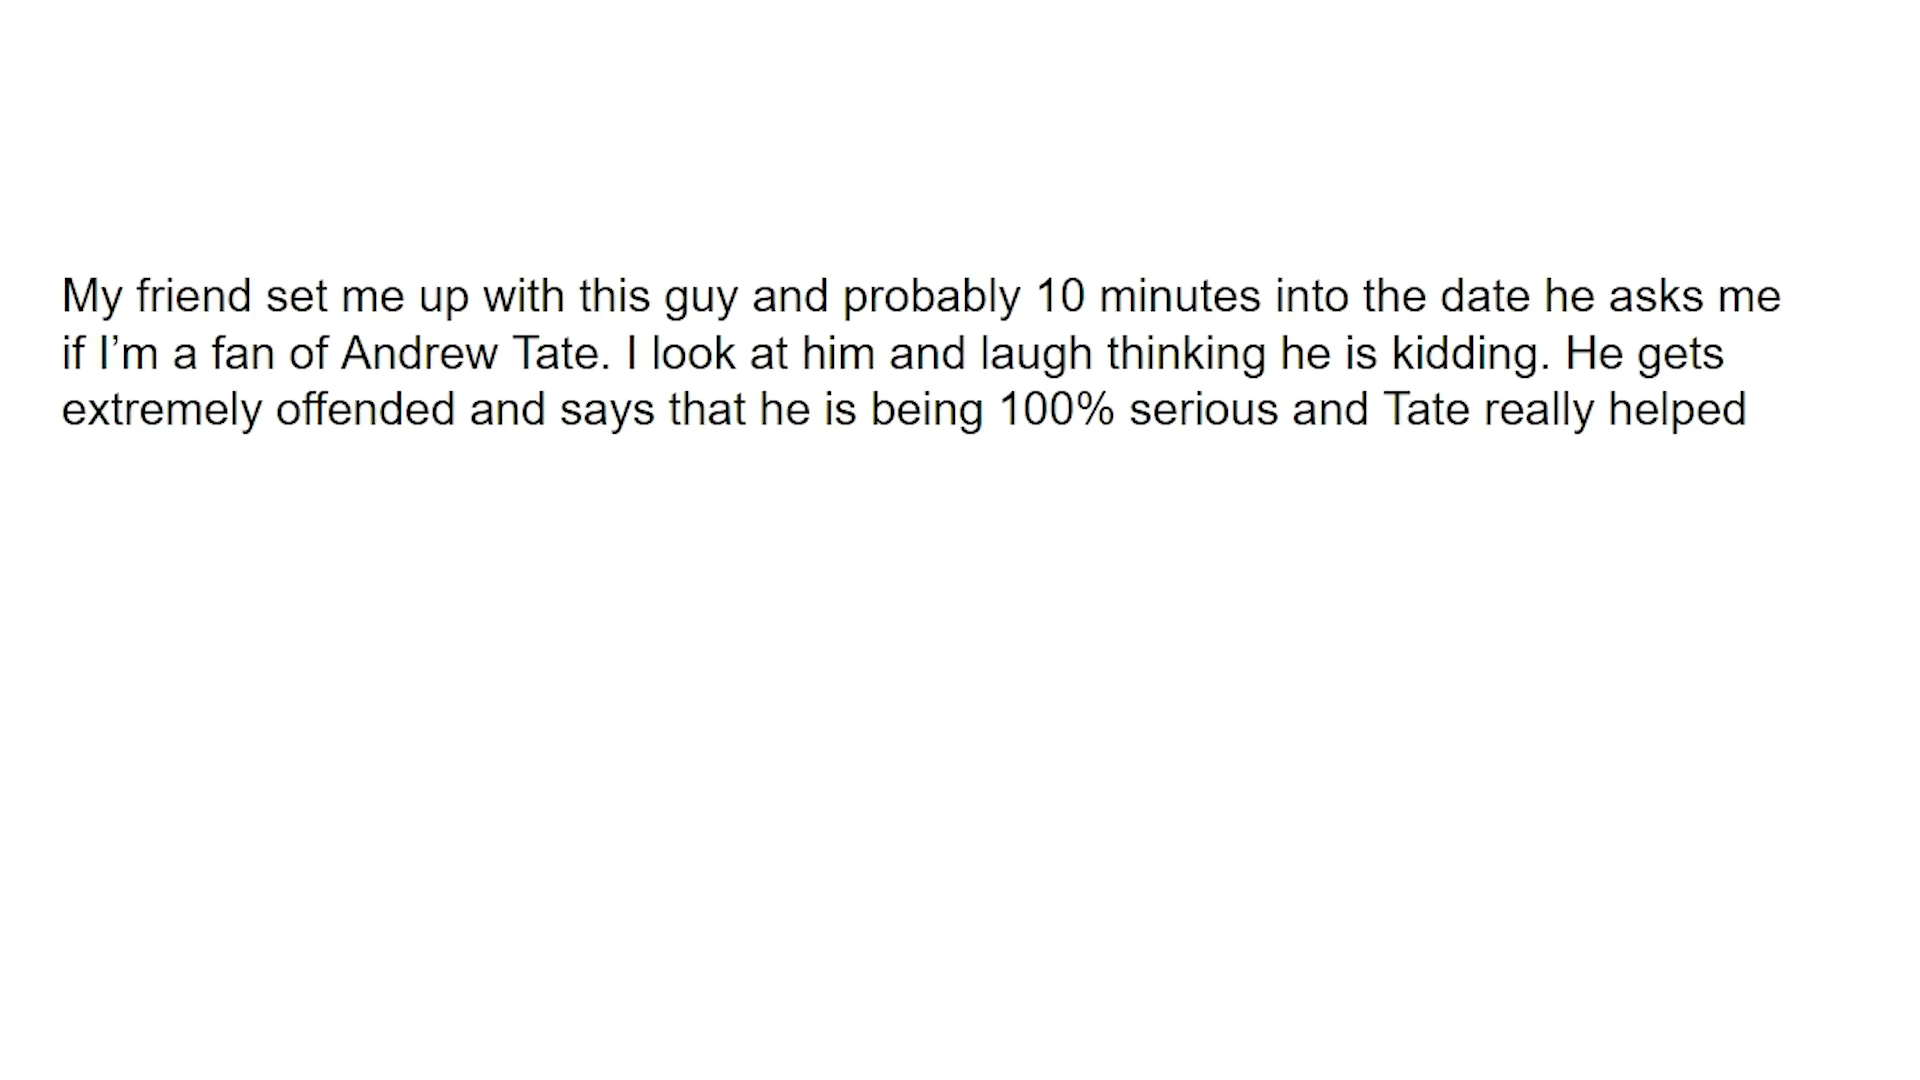 My friend set me up with this guy and probably 10 minutes into the date he asks me
if I’m a fan of Andrew Tate. I look at him and laugh thinking he is kidding. He gets
extremely offended and says that he is being 100% serious and Tate really helped